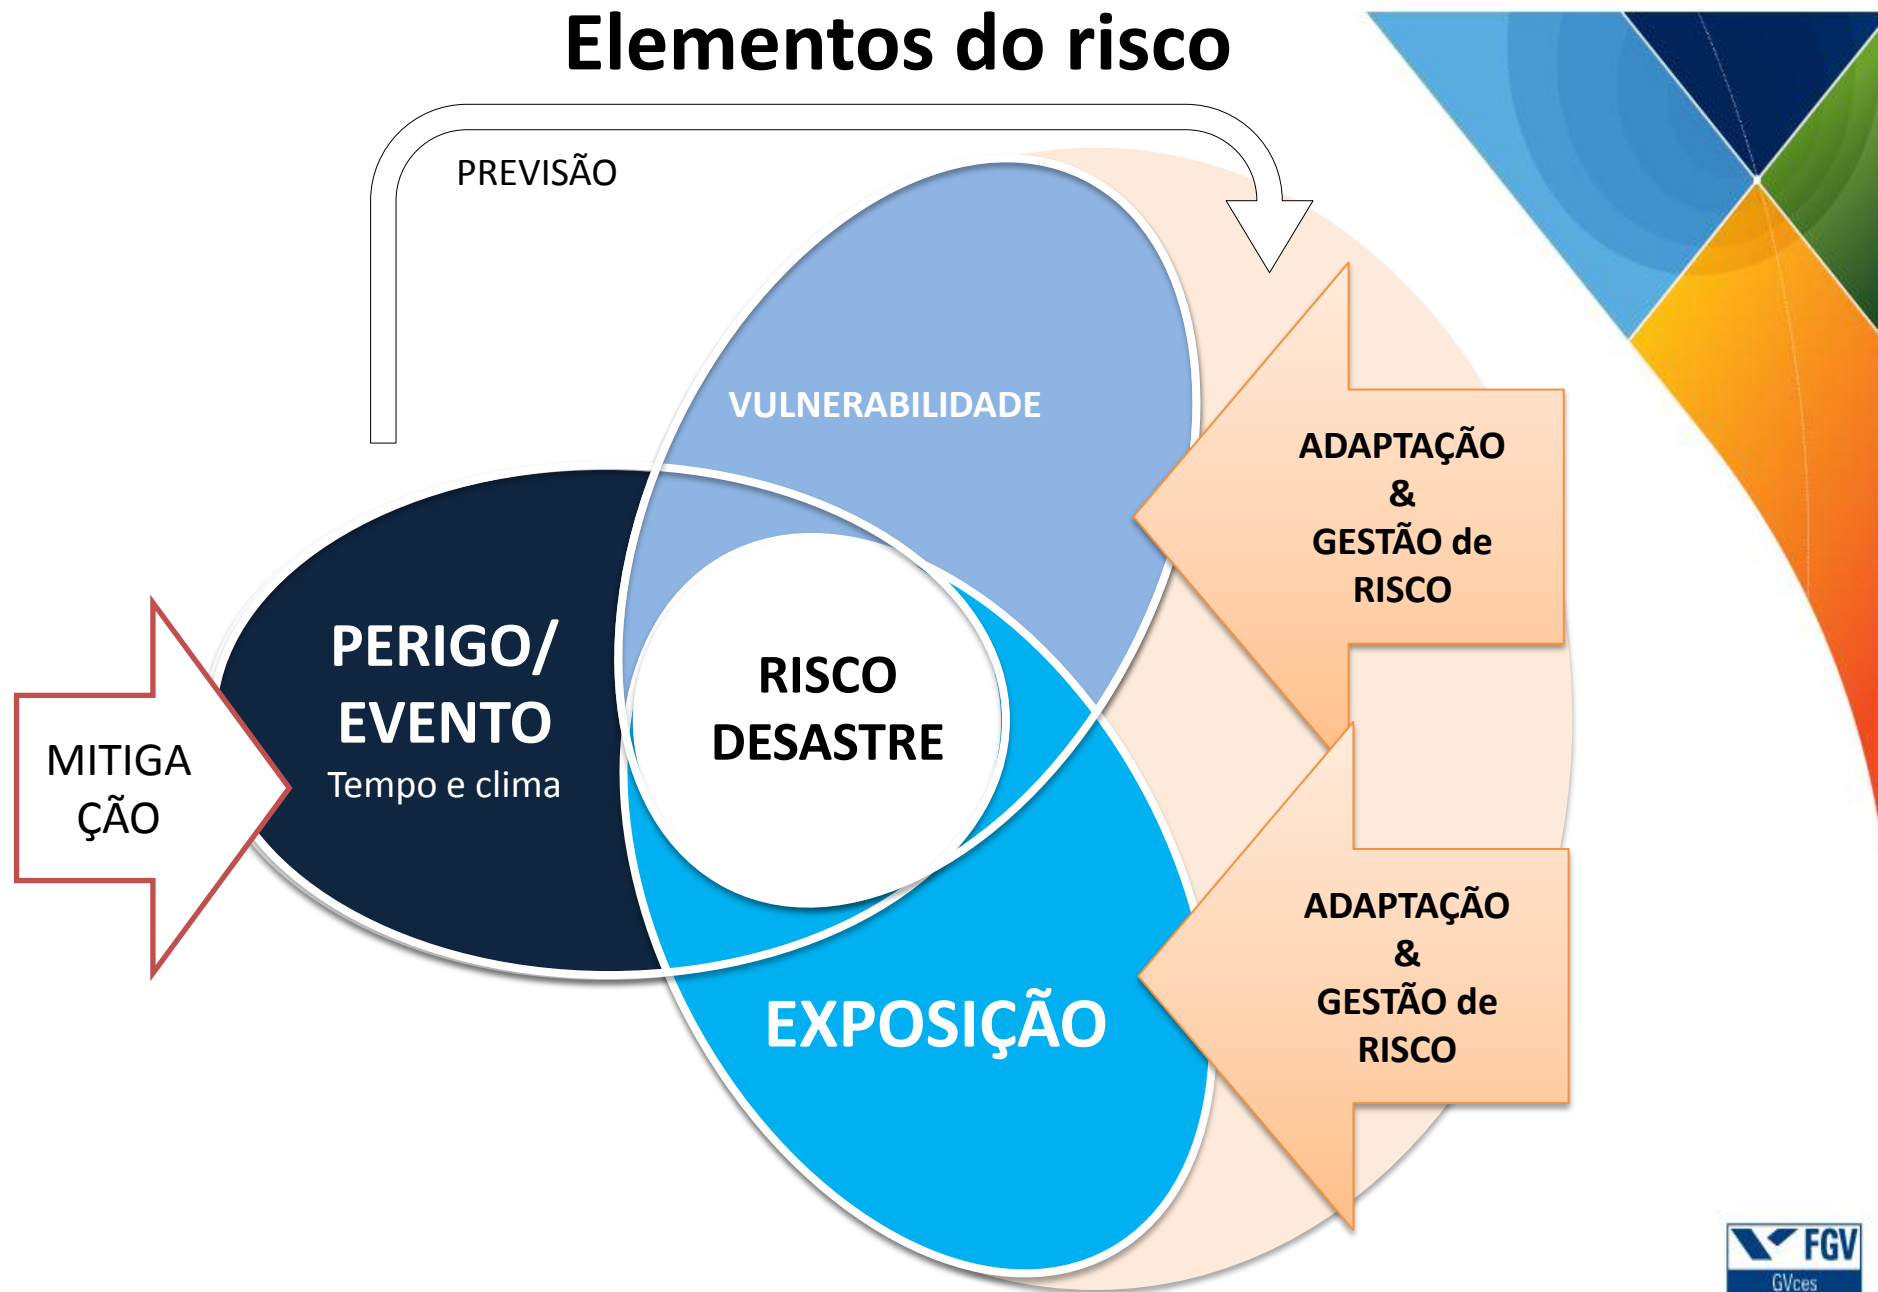 Elementos do risco
PREVISÃO
VULNERABILIDADE
ADAPTAÇÃO
&
GESTÃO de
RISCO
PERIGO/
EVENTO
Tempo e clima
MITIGA
ÇÃO
RISCO
DESASTRE
EXPOSIÇÃO
ADAPTAÇÃO
&
GESTÃO de
RISCO
FGV
GVces